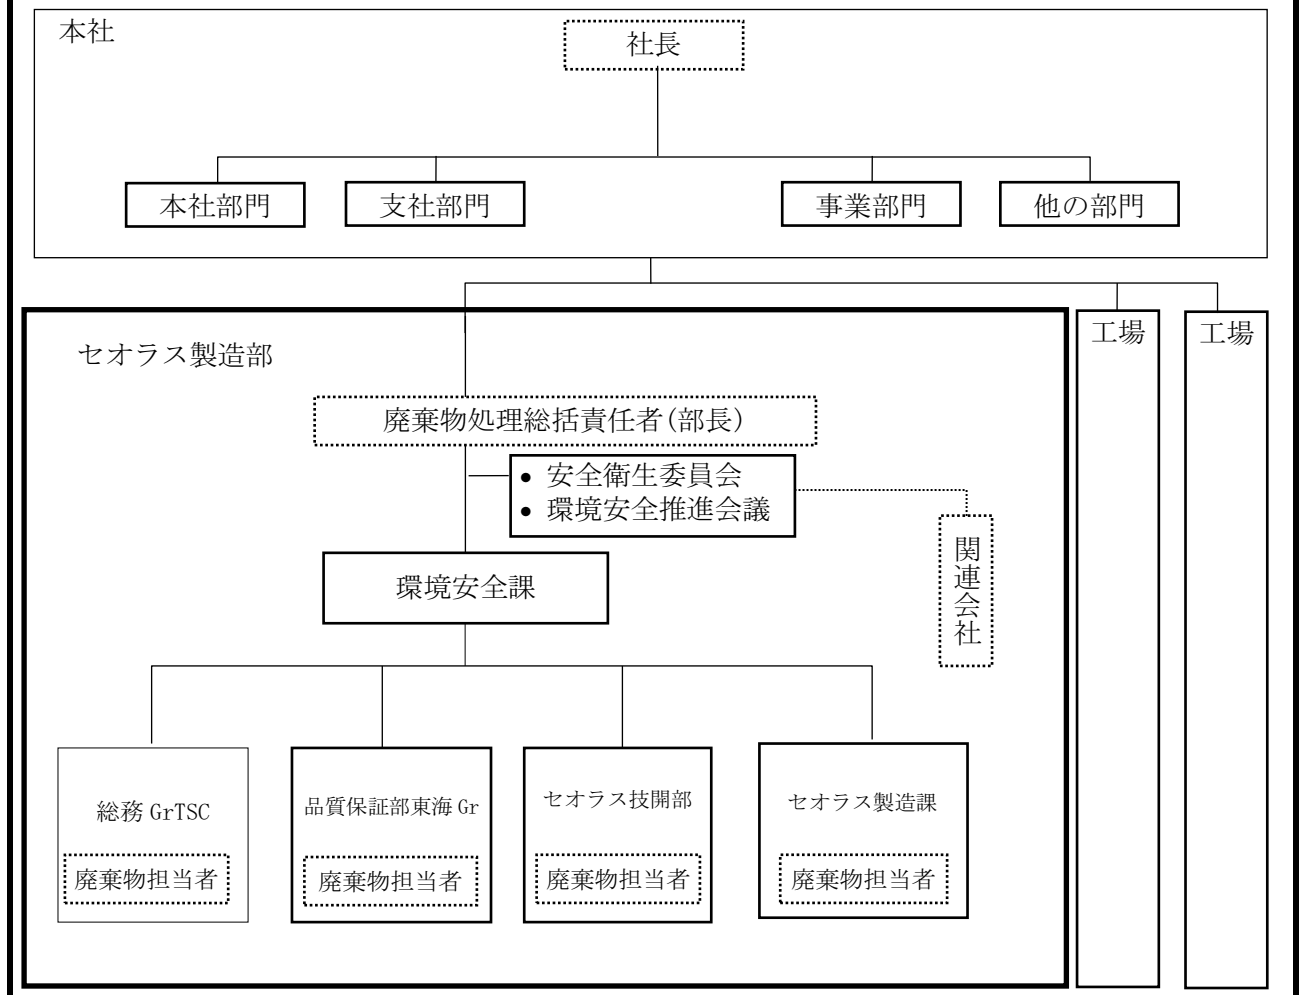 本社
社長
本社部門
支社部門
事業部門
他の部門
セオラス製造部
工場
工場
廃棄物処理総括責任者(部長)
• 安全衛生委員会
• 環境安全推進会議
関連会社
環境安全課
総務 GrTSC
品質保証部東海 Gr
セオラス技開部
セオラス製造課
廃棄物担当者
廃棄物担当者
廃棄物担当者
廃棄物担当者